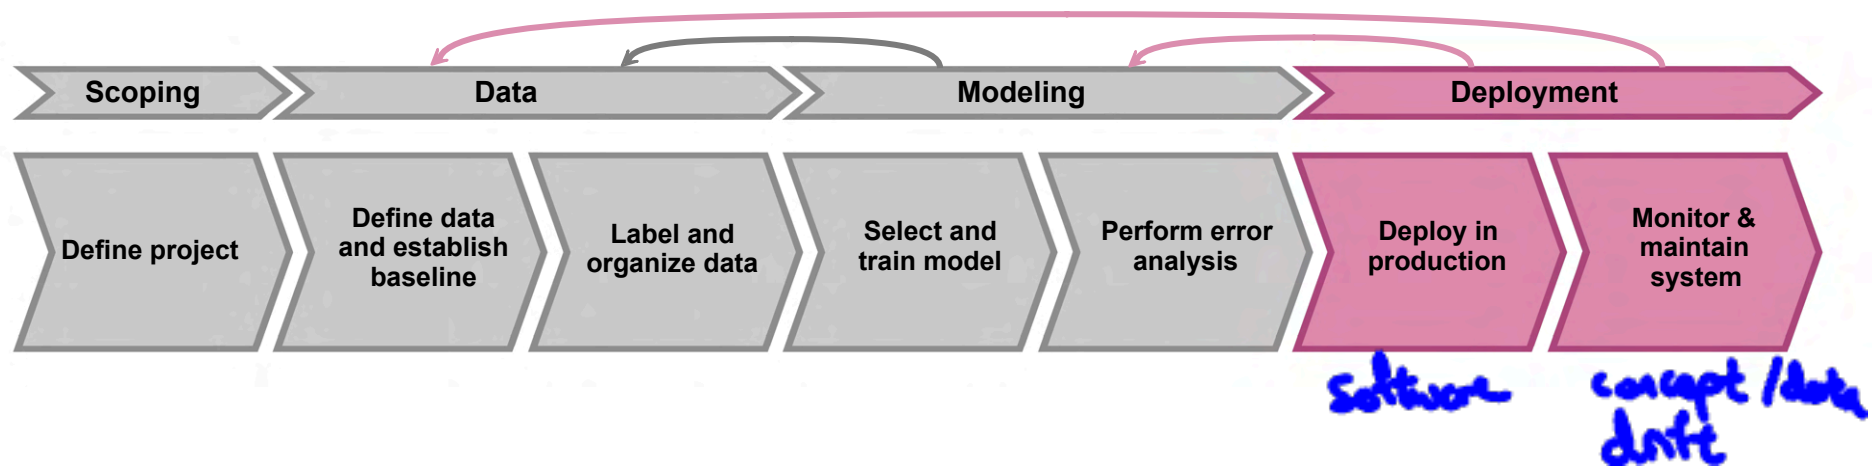 Scoping
Data
Modeling
Deployment
Define project
Define data
and establish
baseline
Label and
organize data
Select and
train model
Perform error
analysis
Deploy in
production
Monitor &
maintain
system
software
concept/data
drift